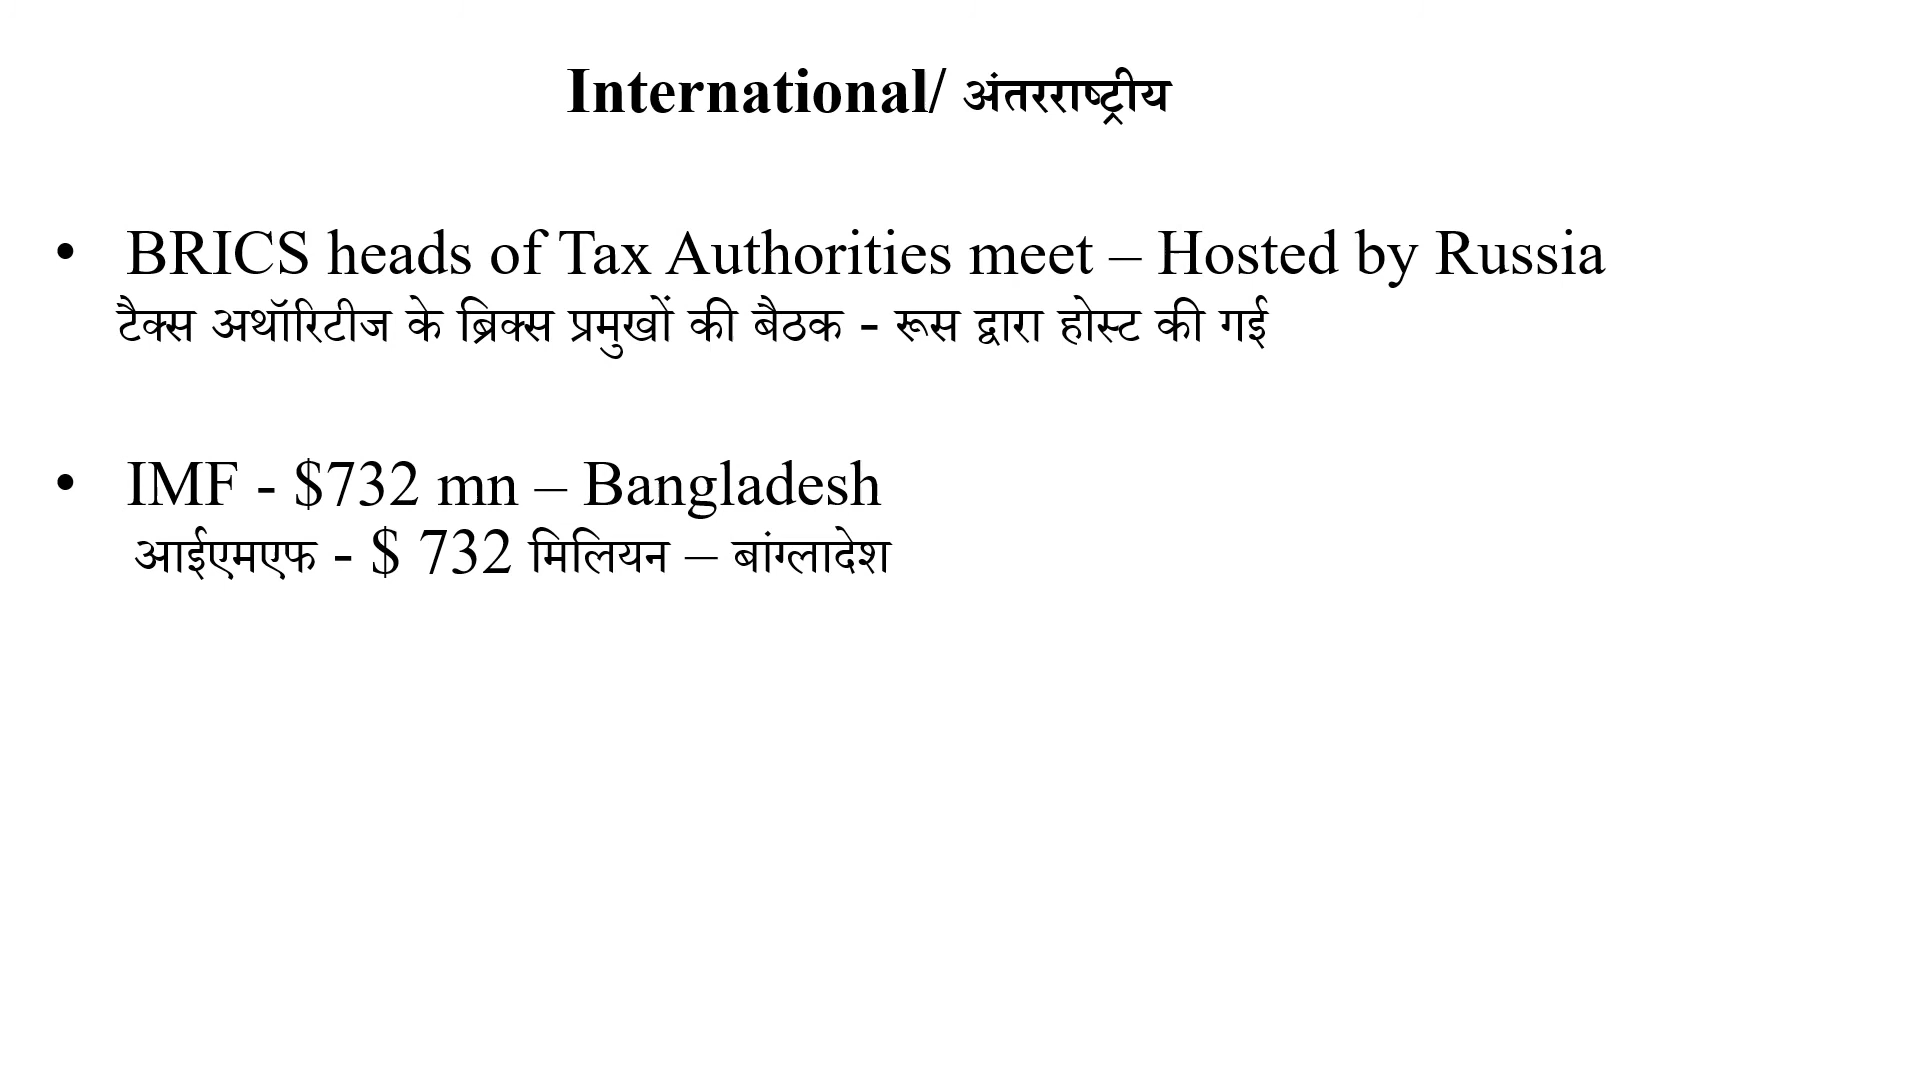 International/ अंतरराष्ट्रीय
• BRICS heads of Tax Authorities meet – Hosted by Russia
टैक्स अथॉरिटीज के ब्रिक्स प्रमुखों की बैठक - रूस द्वारा होस्ट की गई
• IMF - $732 mn – Bangladesh
आईएमएफ - $ 732 मिलियन – बांग्लादेश